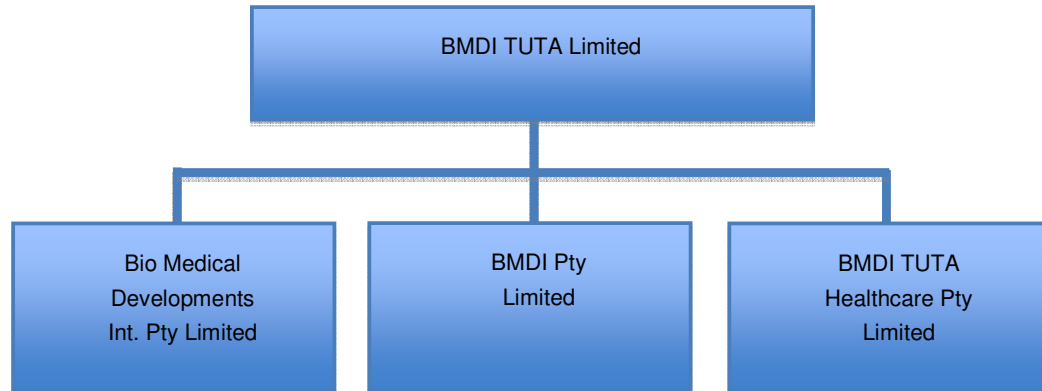 BMDI TUTA Limited
Bio Medical
Developments
Int. Pty Limited
BMDI Pty
Limited
BMDI TUTA
Healthcare Pty
Limited